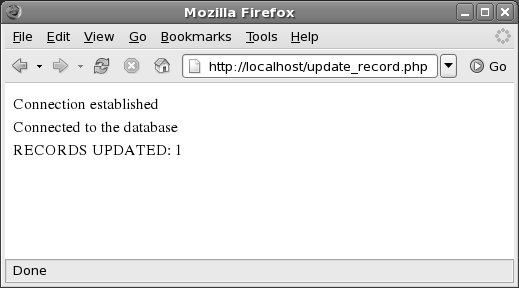 Mozilla Firefox
File Edit View Go Bookmarks Tools Help
http://localhost/update_record.php Go
Connection established
Connected to the database
RECORDS UPDATED: 1
Done